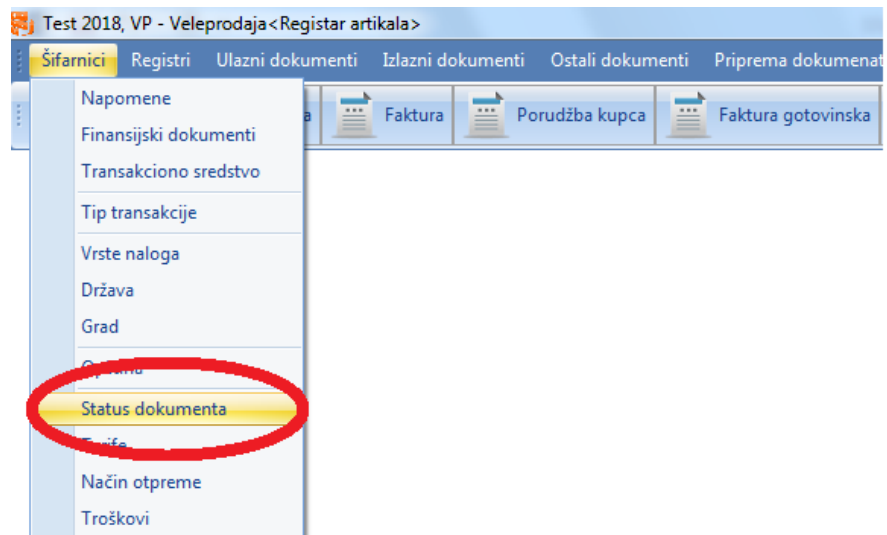 Test 2018, VP - Veleprodaja<Registar artikala>
Šifarnici Registri Ulazni dokumenti Izlazni dokumenti Ostali dokumenti Priprema dokumenat
a Faktura Porudžba kupca Faktura gotovinska
Napomene
Finansijski dokumenti
Transakciono sredstvo
Tip transakcije
Vrste naloga
Država
Grad
Status dokumenta
Tarife
Način otpreme
Troškovi